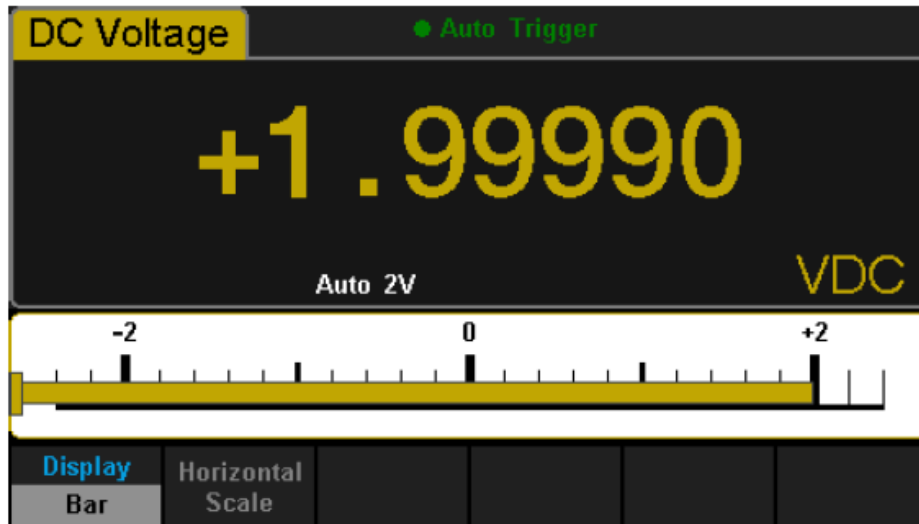 DC Voltage
Auto Trigger
+1.99990
Auto 2V
VDC
-2 0 +2
Display
Horizontal
Scale
Bar